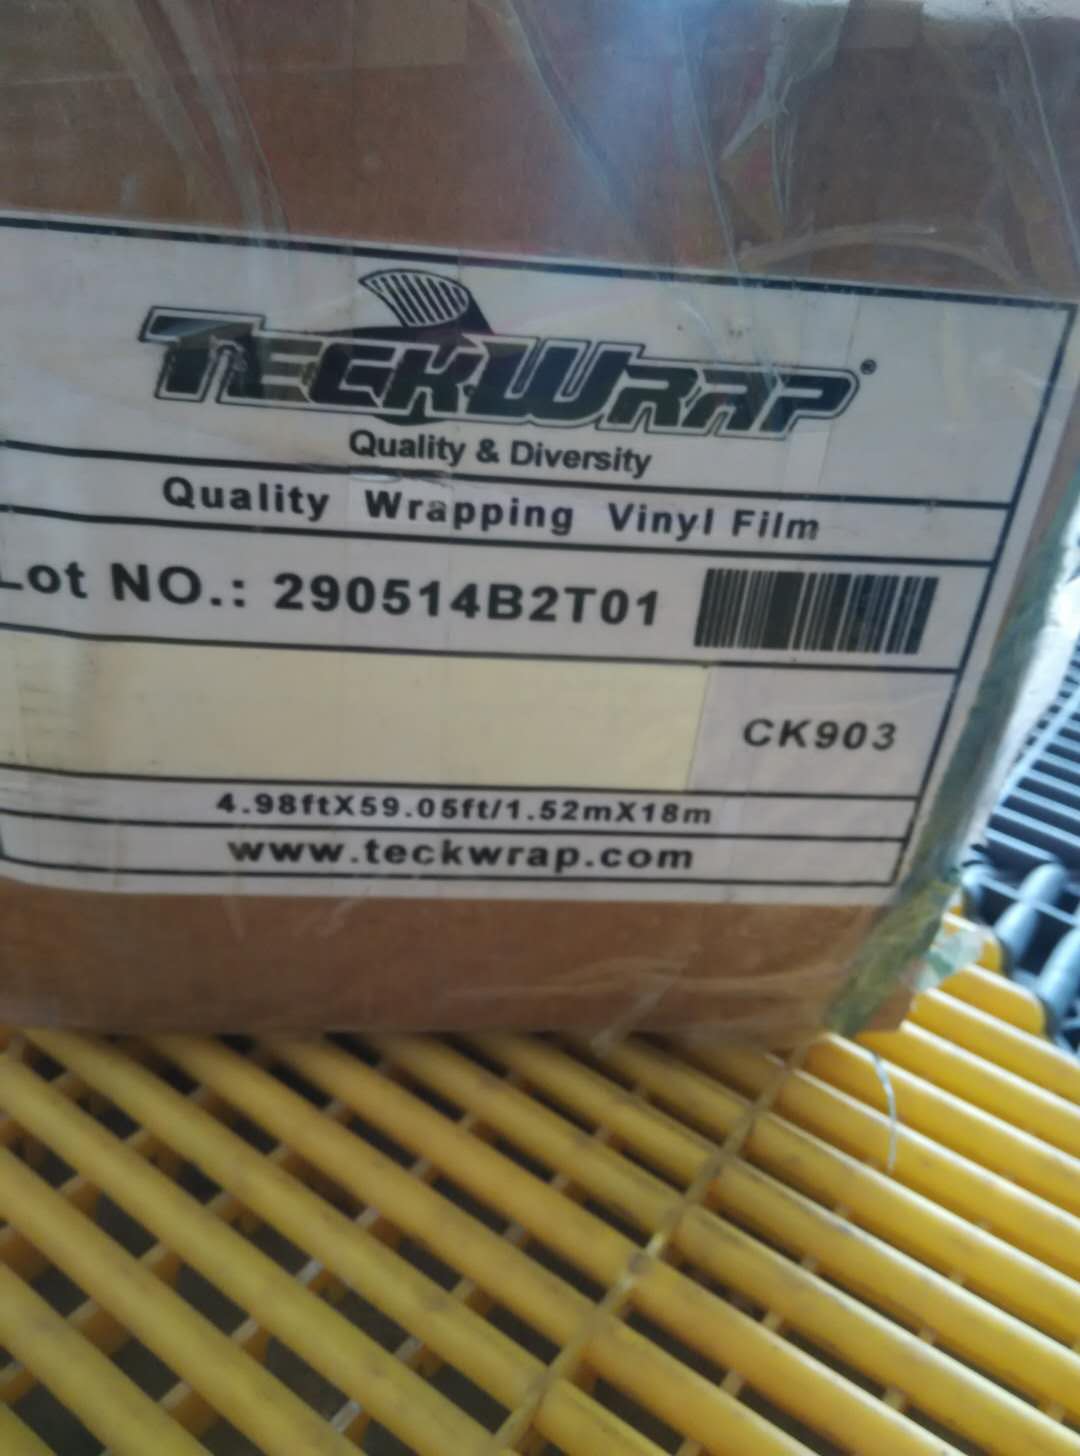 TECKWRAP®
Quality & Diversity
Quality Wrapping Vinyl Film
Lot NO.: 290514B2T01
CK903
4.98ftX59.05ft/1.52mX18m
www.teckwrap.com